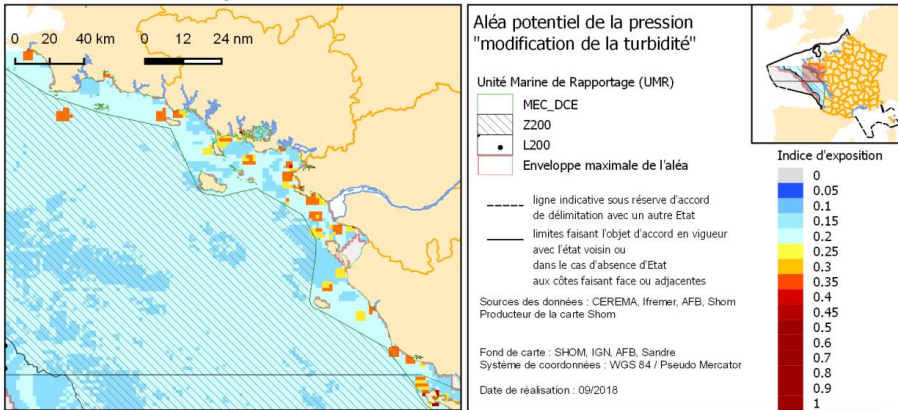 0 20 40 km 0 12 24 nm
Aléa potentiel de la pression
"modification de la turbidité"
Unité Marine de Rapportage (UMR)
MEC_DCE
Z200
L200
Enveloppe maximale de l'aléa
ligne indicative sous réserve d'accord
de délimitation avec un autre Etat
limites faisant l'objet d'accord en vigueur
avec l'état voisin ou
dans le cas d'absence d'Etat
aux côtes faisant face ou adjacentes
Sources des données : CEREMA, Ifremer, AFB, Shom
Producteur de la carte Shom
Fond de carte : SHOM, IGN, AFB, Sandre
Système de coordonnées : WGS 84 / Pseudo Mercator
Date de réalisation : 09/2018
Indice d'exposition
0
0.05
0.1
0.15
0.2
0.25
0.3
0.35
0.4
0.45
0.5
0.6
0.7
0.8
0.9
1